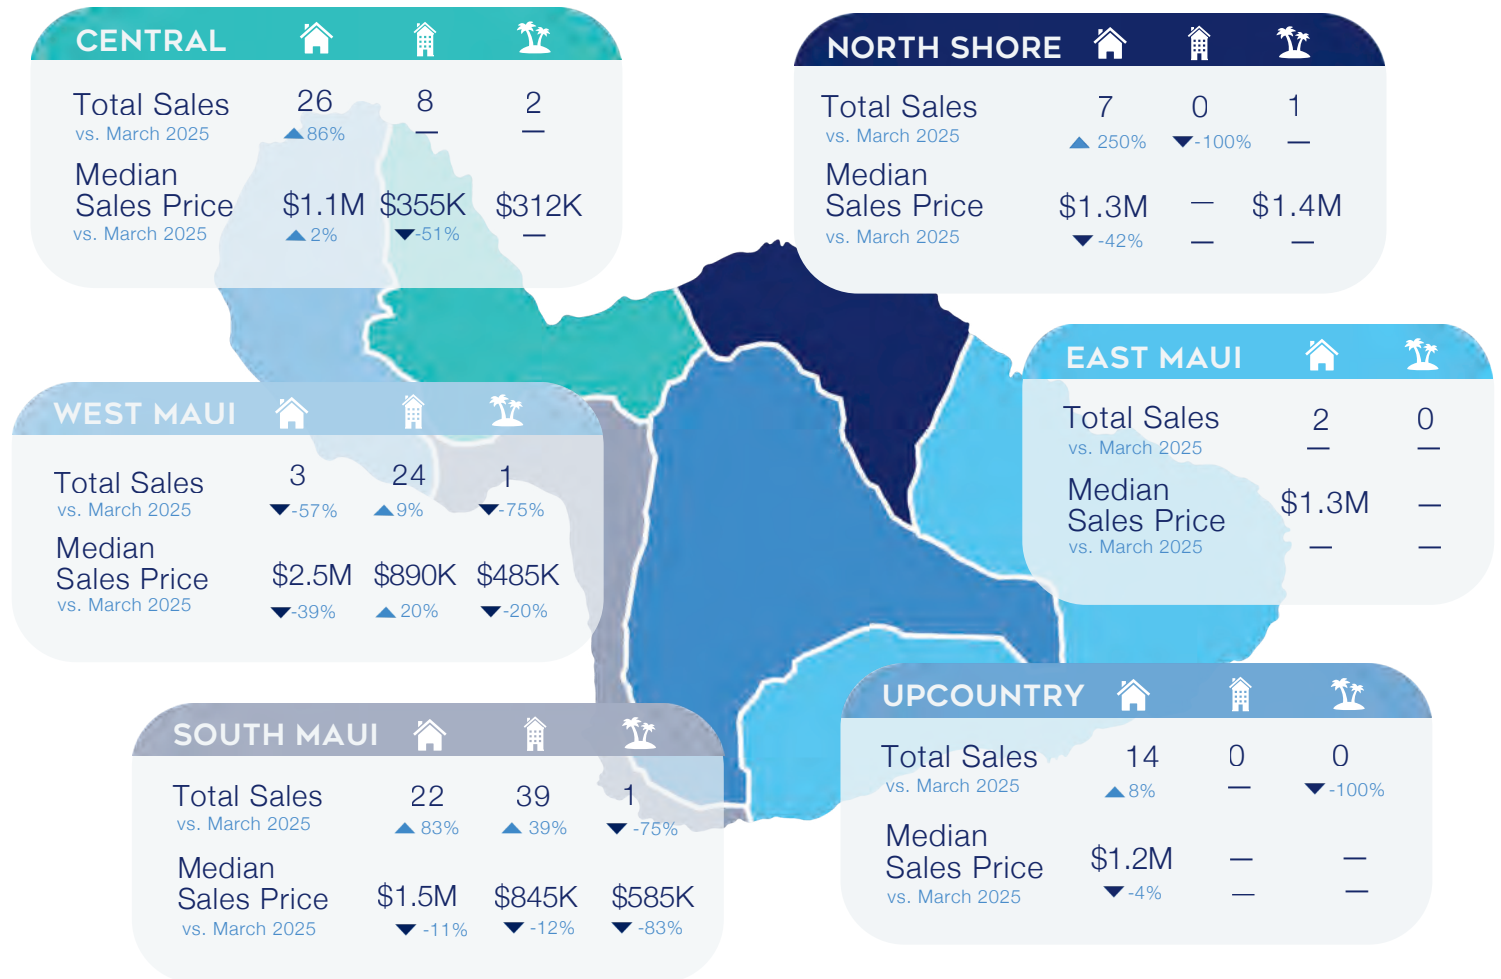 CENTRAL
Total Sales 26 8 2
vs. March 2025 ▲86% — —
Median
Sales Price $1.1M $355K $312K
vs. March 2025 ▲2% ▼-51% —
NORTH SHORE
Total Sales 7 0 1
vs. March 2025 ▲ 250% ▼-100% —
Median
Sales Price $1.3M — $1.4M
vs. March 2025 ▼ -42% — —
EAST MAUI
Total Sales 2 0
vs. March 2025 — —
Median
Sales Price $1.3M —
vs. March 2025 — —
WEST MAUI
Total Sales 3 24 1
vs. March 2025 ▼-57% ▲9% ▼-75%
Median
Sales Price $2.5M $890K $485K
vs. March 2025 ▼-39% ▲ 20% ▼-20%
UPCOUNTRY
Total Sales 14 0 0
vs. March 2025 ▲8% — ▼ -100%
Median
Sales Price $1.2M — —
vs. March 2025 ▼ -4% — —
SOUTH MAUI
Total Sales 22 39 1
vs. March 2025 ▲ 83% ▲ 39% ▼ -75%
Median
Sales Price $1.5M $845K $585K
vs. March 2025 ▼ -11% ▼ -12% ▼ -83%